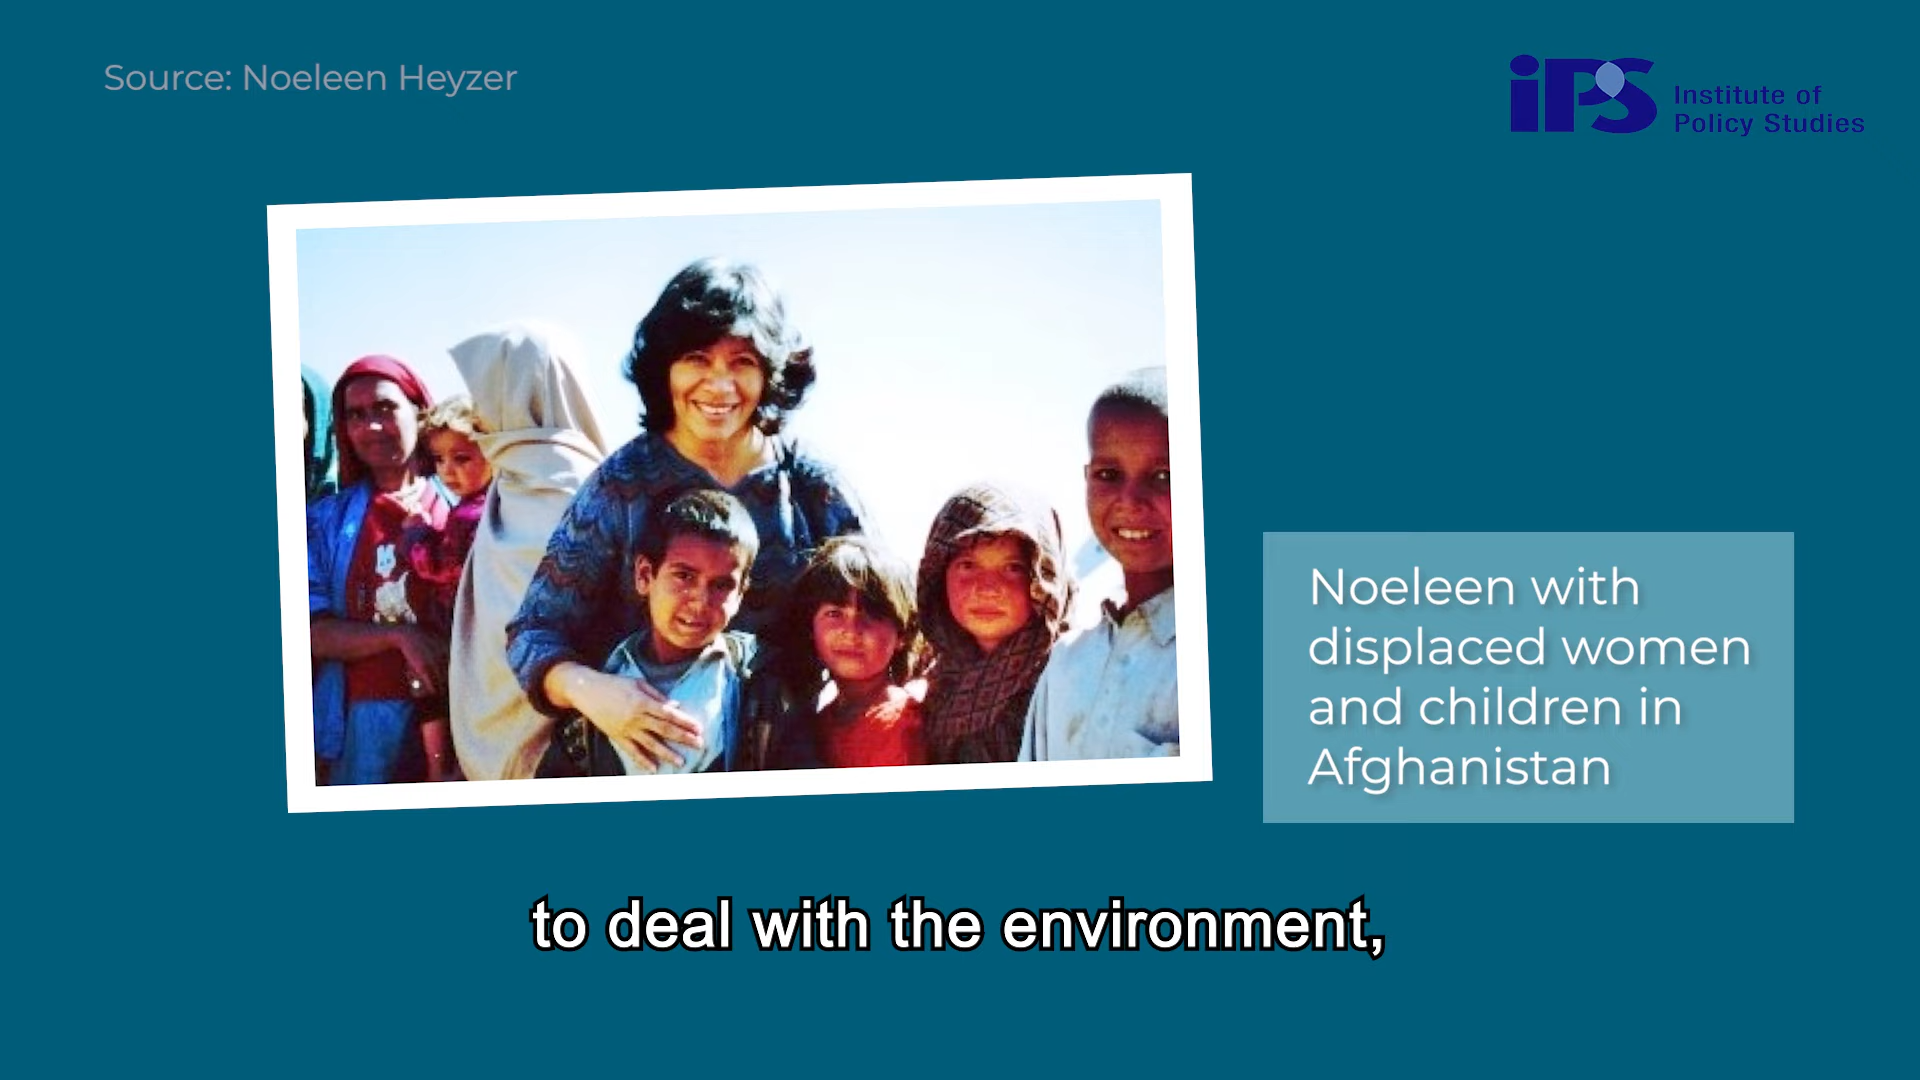 Source: Noeleen Heyzer
iPS
Institute of
Policy Studies
Noeleen with
displaced women
and children in
Afghanistan
to deal with the environment,